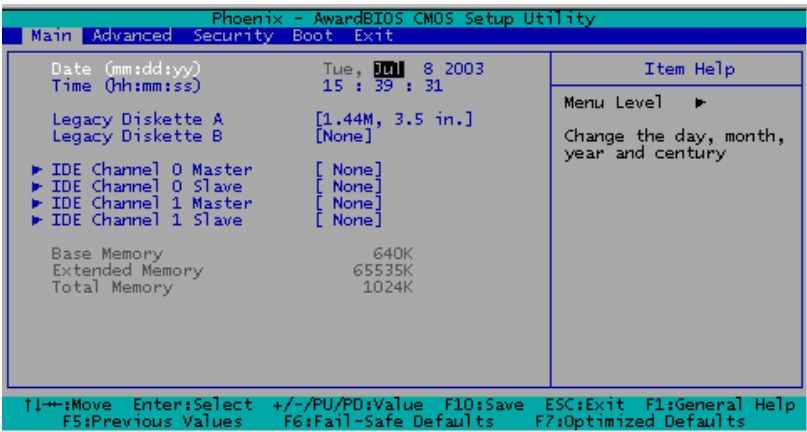 Phoenix - AwardBIOS CMOS Setup Utility
Main Advanced Security Boot Exit
Date (mm:dd:yy) Tue, Jul 8 2003
Time (hh:mm:ss) 15 : 39 : 31
Legacy Diskette A [1.44M, 3.5 in.]
Legacy Diskette B [None]
► IDE Channel 0 Master [ None]
► IDE Channel 0 Slave [ None]
► IDE Channel 1 Master [ None]
► IDE Channel 1 Slave [ None]
Base Memory 640K
Extended Memory 65535K
Total Memory 1024K
Item Help
Menu Level ►
Change the day, month,
year and century
↑↓→←:Move Enter:Select +/-/PU/PD:Value F10:Save ESC:Exit F1:General Help
F5:Previous Values F6:Fail-Safe Defaults F7:Optimized Defaults